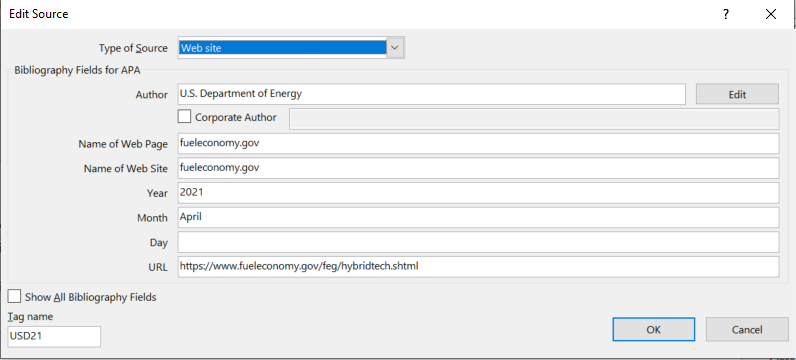 Edit Source
? ×
Type of Source Web site
Bibliography Fields for APA
Author U.S. Department of Energy Edit
Corporate Author
Name of Web Page fueleconomy.gov
Name of Web Site fueleconomy.gov
Year 2021
Month April
Day
URL https://www.fueleconomy.gov/feg/hybridtech.shtml
Show All Bibliography Fields
Tag name
USD21
OK Cancel